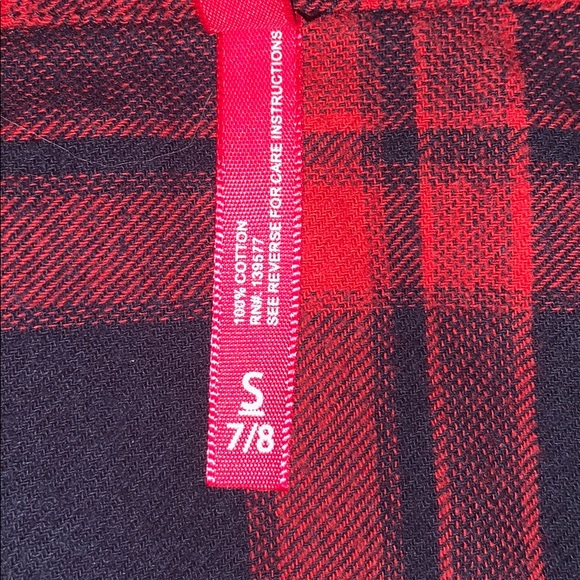 100% COTTON
RN#: 139577
SEE REVERSE FOR CARE INSTRUCTIONS
S
7/8